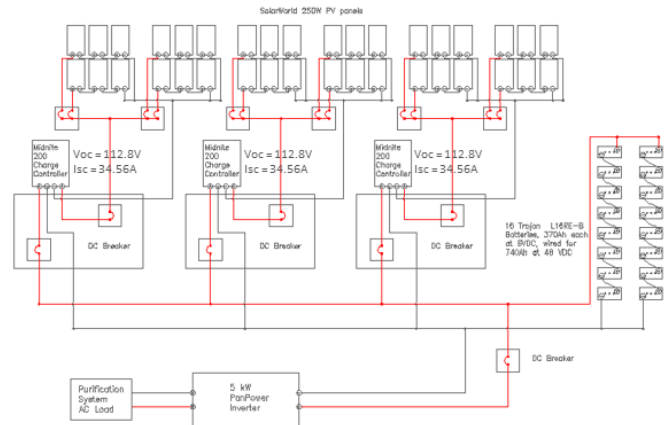 SolarWorld 250W PV panels
Midnite
200
Charge
Controller
Voc = 112.8V
Isc = 34.56A
DC Breaker
Midnite
200
Charge
Controller
Voc = 112.8V
Isc = 34.56A
DC Breaker
Midnite
200
Charge
Controller
Voc = 112.8V
Isc = 34.56A
DC Breaker
16 Trojan L16RE-B
Batteries, 370Ah each
at 6VDC, wired for
740Ah at 48 VDC
DC Breaker
Purification
System
AC Load
5 kW
PanPower
Inverter